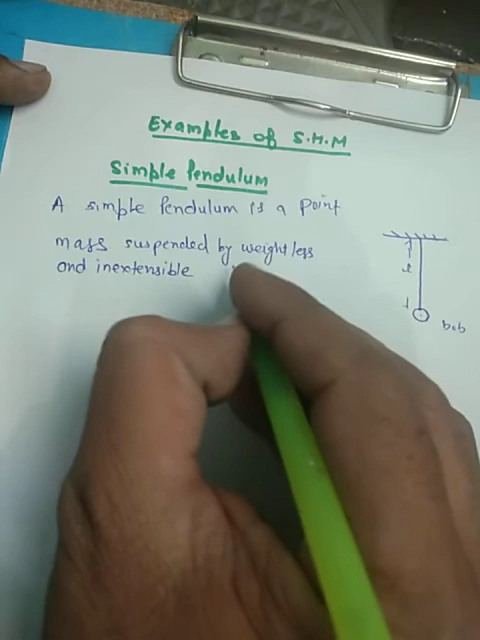 Examples of S.H.M
Simple Pendulum
A simple Pendulum is a point
mass suspended by weightless
and inextensible
l
bob